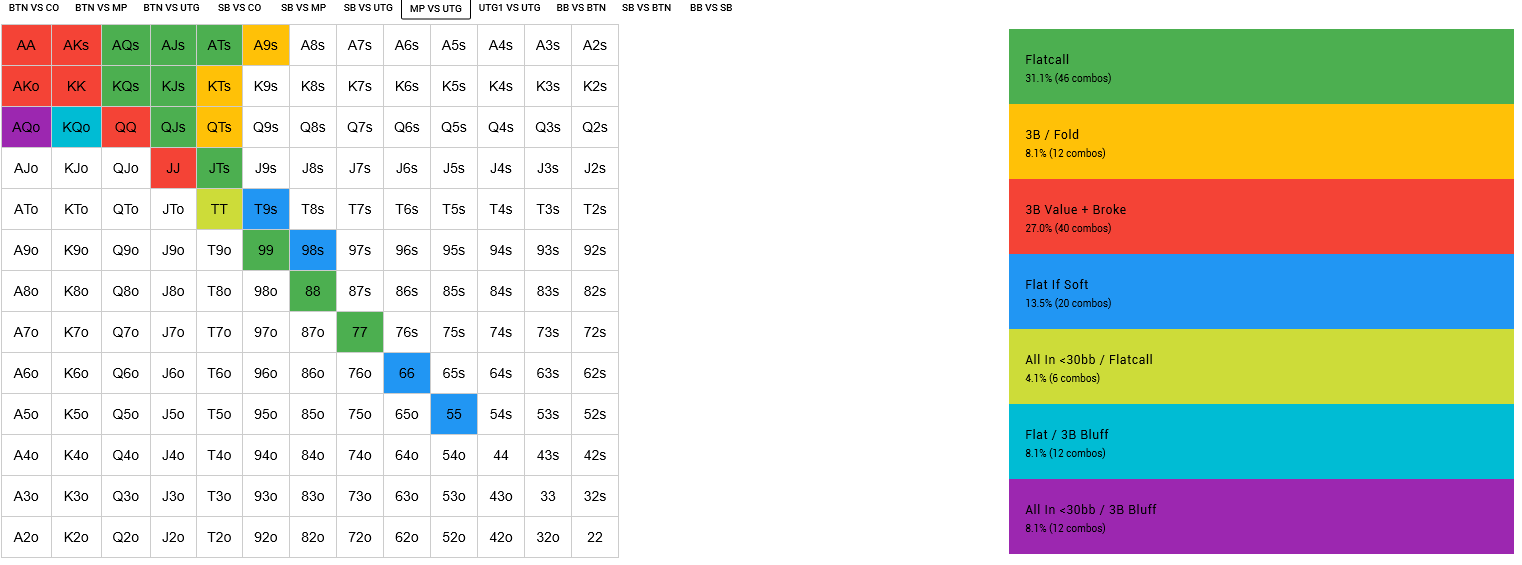 BTN VS CO BTN VS MP BTN VS UTG SB VS CO SB VS MP SB VS UTG MP VS UTG UTG1 VS UTG BB VS BTN SB VS BTN BB VS SB
AA AKs AQs AJs ATs A9s A8s A7s A6s A5s A4s A3s A2s
AKo KK KQs KJs KTs K9s K8s K7s K6s K5s K4s K3s K2s
AQo KQo QQ QJs QTs Q9s Q8s Q7s Q6s Q5s Q4s Q3s Q2s
AJo KJo QJo JJ JTs J9s J8s J7s J6s J5s J4s J3s J2s
ATo KTo QTo JTo TT T9s T8s T7s T6s T5s T4s T3s T2s
A9o K9o Q9o J9o T9o 99 98s 97s 96s 95s 94s 93s 92s
A8o K8o Q8o J8o T8o 98o 88 87s 86s 85s 84s 83s 82s
A7o K7o Q7o J7o T7o 97o 87o 77 76s 75s 74s 73s 72s
A6o K6o Q6o J6o T6o 96o 86o 76o 66 65s 64s 63s 62s
A5o K5o Q5o J5o T5o 95o 85o 75o 65o 55 54s 53s 52s
A4o K4o Q4o J4o T4o 94o 84o 74o 64o 54o 44 43s 42s
A3o K3o Q3o J3o T3o 93o 83o 73o 63o 53o 43o 33 32s
A2o K2o Q2o J2o T2o 92o 82o 72o 62o 52o 42o 32o 22
Flatcall
31.1% (46 combos)
3B / Fold
8.1% (12 combos)
3B Value + Broke
27.0% (40 combos)
Flat If Soft
13.5% (20 combos)
All In <30bb / Flatcall
4.1% (6 combos)
Flat / 3B Bluff
8.1% (12 combos)
All In <30bb / 3B Bluff
8.1% (12 combos)